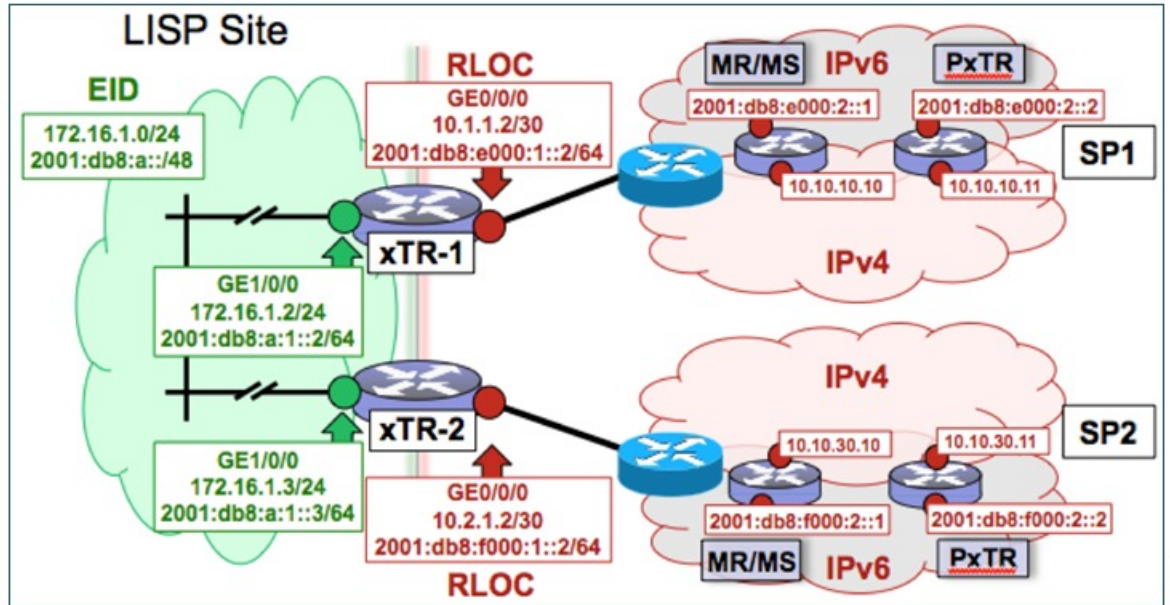 LISP Site
EID
172.16.1.0/24
2001:db8:a::/48
RLOC
GE0/0/0
10.1.1.2/30
2001:db8:e000:1::2/64
MR/MS
IPv6
PxTR
2001:db8:e000:2::1
2001:db8:e000:2::2
SP1
10.10.10.10
10.10.10.11
IPv4
xTR-1
GE1/0/0
172.16.1.2/24
2001:db8:a:1::2/64
IPv4
xTR-2
10.10.30.10
10.10.30.11
SP2
GE1/0/0
172.16.1.3/24
2001:db8:a:1::3/64
GE0/0/0
10.2.1.2/30
2001:db8:f000:1::2/64
RLOC
2001:db8:f000:2::1
2001:db8:f000:2::2
MR/MS
IPv6
PxTR